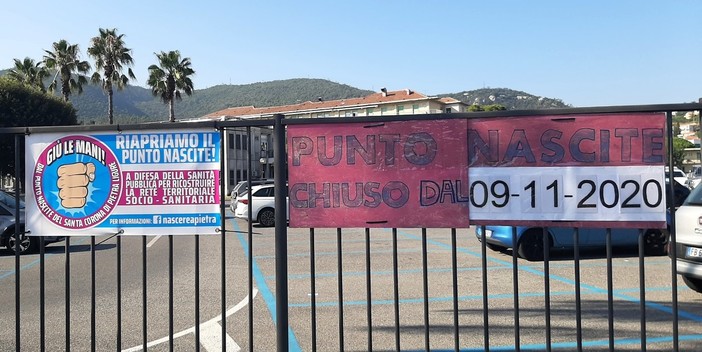 GIÙ LE MANI!
DAL PUNTO NASCITE DEL SANTA CORONA DI PIETRA LIGURE
RIAPRIAMO IL
PUNTO NASCITE!
A DIFESA DELLA SANITÀ
PUBBLICA PER RICOSTRUIRE
LA RETE TERRITORIALE
SOCIO - SANITARIA
PER INFORMAZIONI: f nascereapietra
PUNTO NASCITE
CHIUSO DAL 09-11-2020